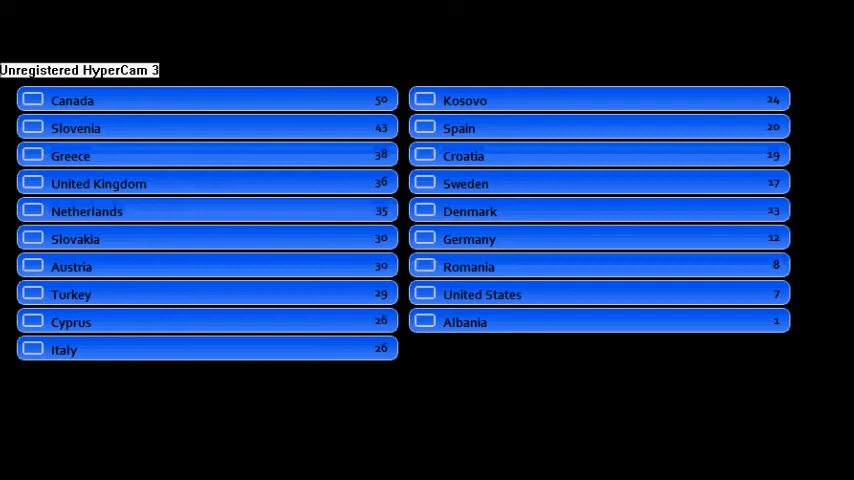 Unregistered HyperCam 3
Canada 50
Slovenia 43
Greece 38
United Kingdom 36
Netherlands 35
Slovakia 30
Austria 30
Turkey 29
Cyprus 26
Italy 26
Kosovo 24
Spain 20
Croatia 19
Sweden 17
Denmark 13
Germany 12
Romania 8
United States 7
Albania 1